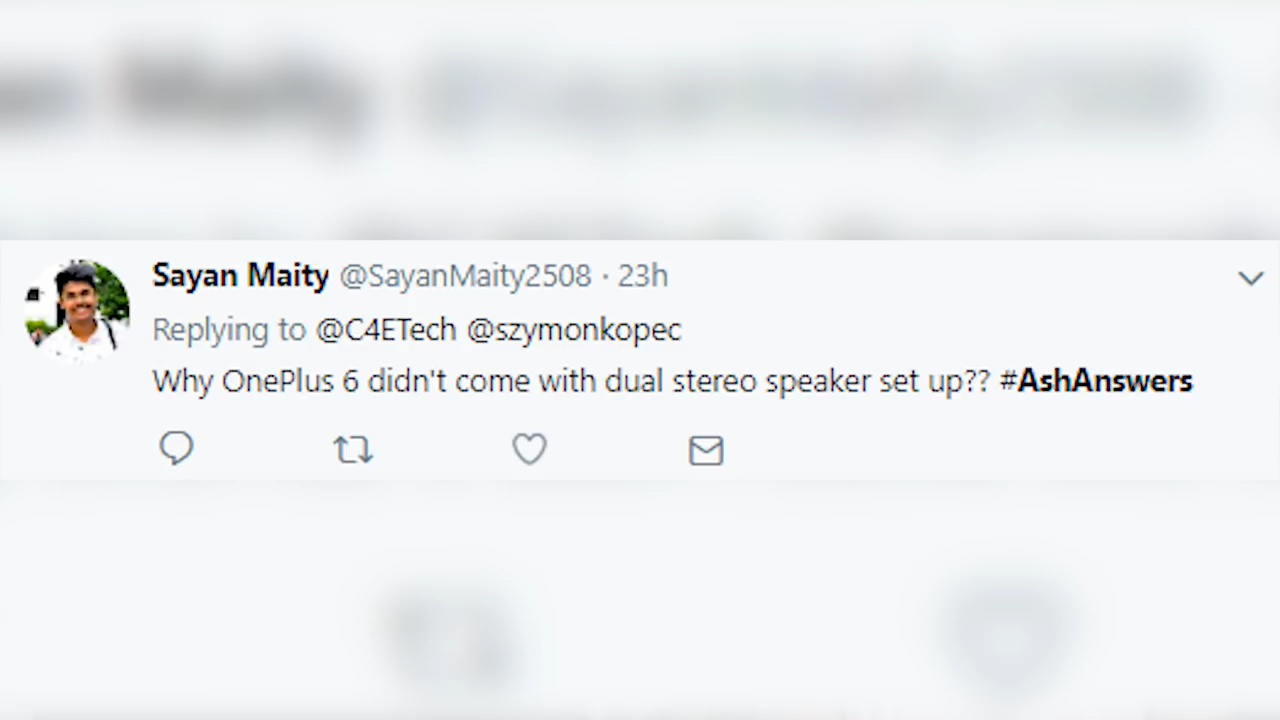 Sayan Maity @SayanMaity2508 · 23h
Replying to @C4ETech @szymonkopec
Why OnePlus 6 didn't come with dual stereo speaker set up?? #AshAnswers